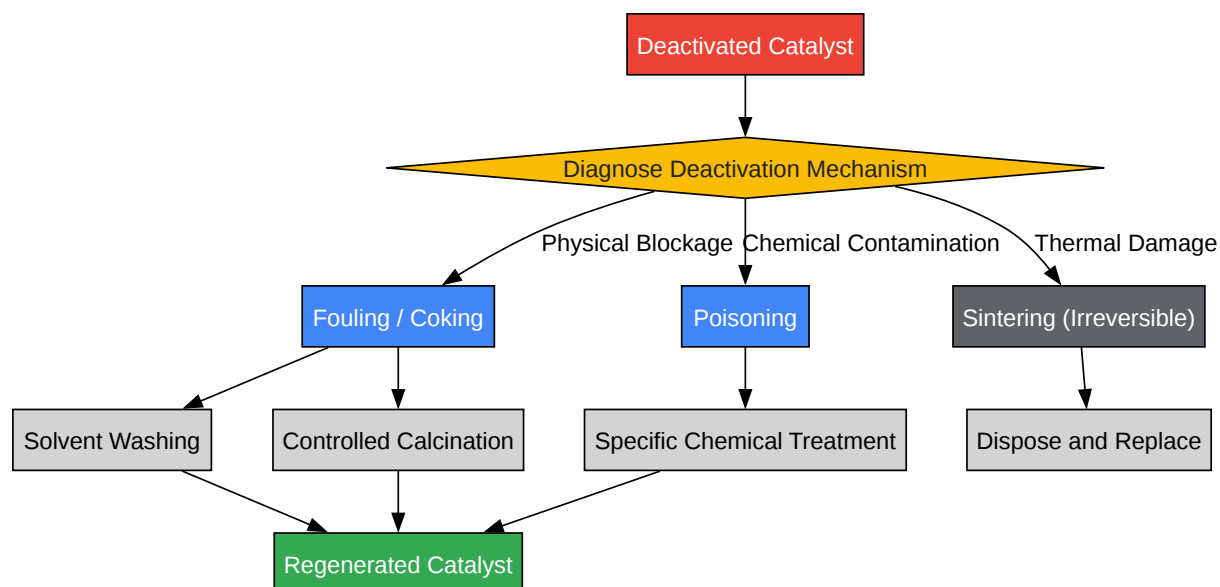 Deactivated Catalyst
Diagnose Deactivation Mechanism
Physical Blockage
Chemical Contamination
Thermal Damage
Fouling / Coking
Poisoning
Sintering (Irreversible)
Solvent Washing
Controlled Calcination
Specific Chemical Treatment
Dispose and Replace
Regenerated Catalyst